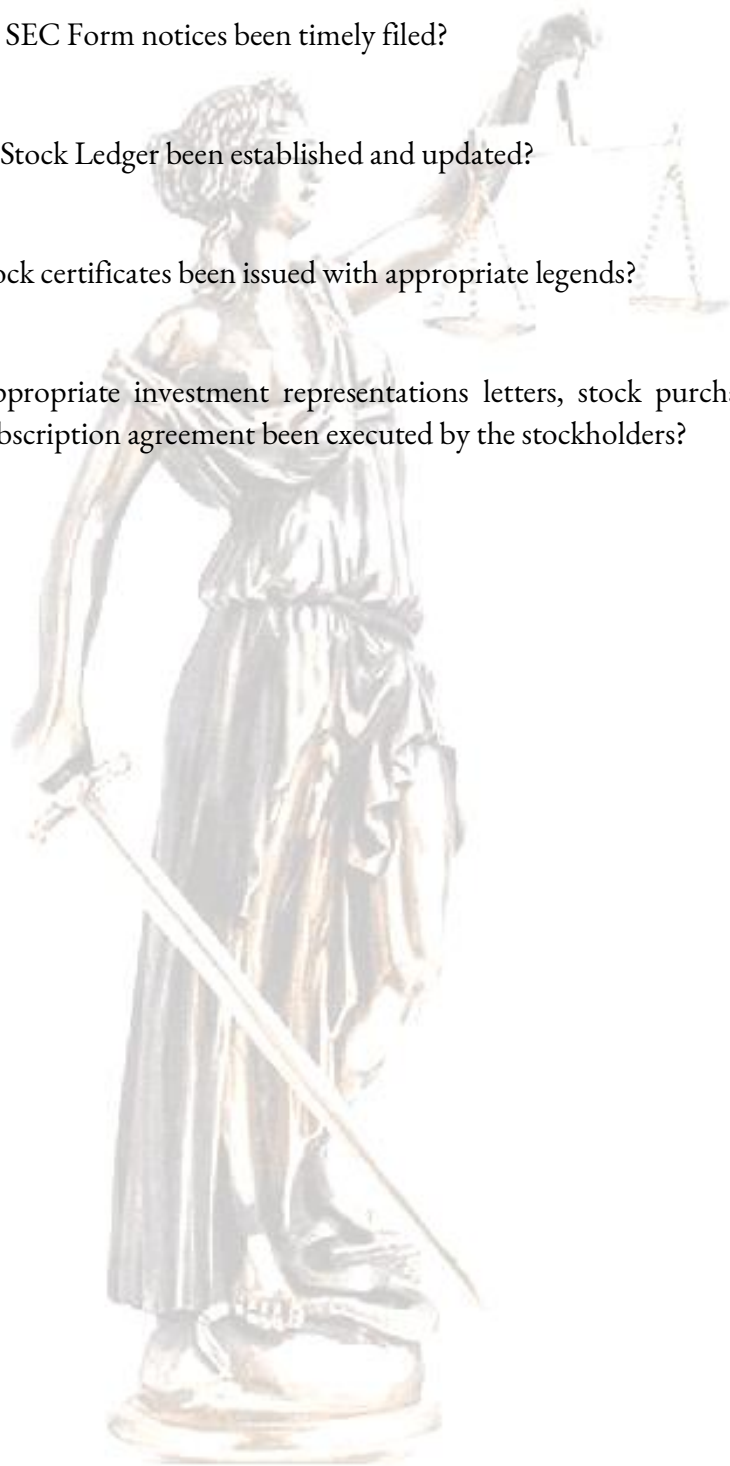 SEC Form notices been timely filed?
Stock Ledger been established and updated?
ock certificates been issued with appropriate legends?
ppropriate investment representations letters, stock purch
bscription agreement been executed by the stockholders?